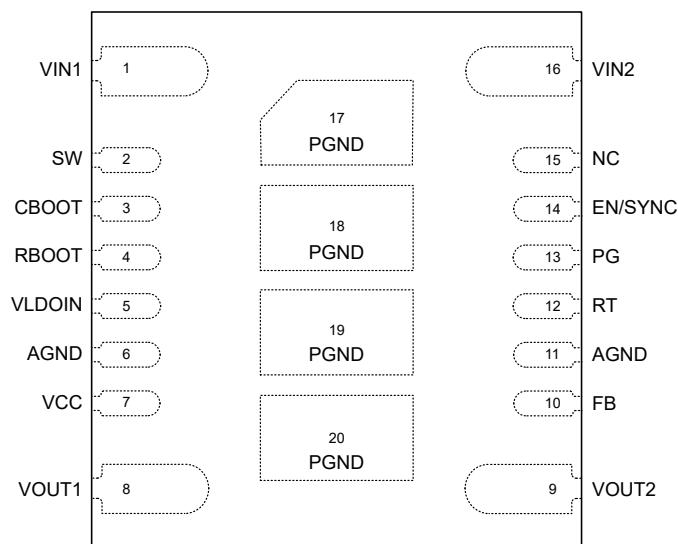 VIN1 1 16 VIN2
17
PGND
SW 2 15 NC
CBOOT 3 14 EN/SYNC
18
PGND
RBOOT 4 13 PG
VLDOIN 5 12 RT
19
PGND
AGND 6 11 AGND
VCC 7 10 FB
20
PGND
VOUT1 8 9 VOUT2